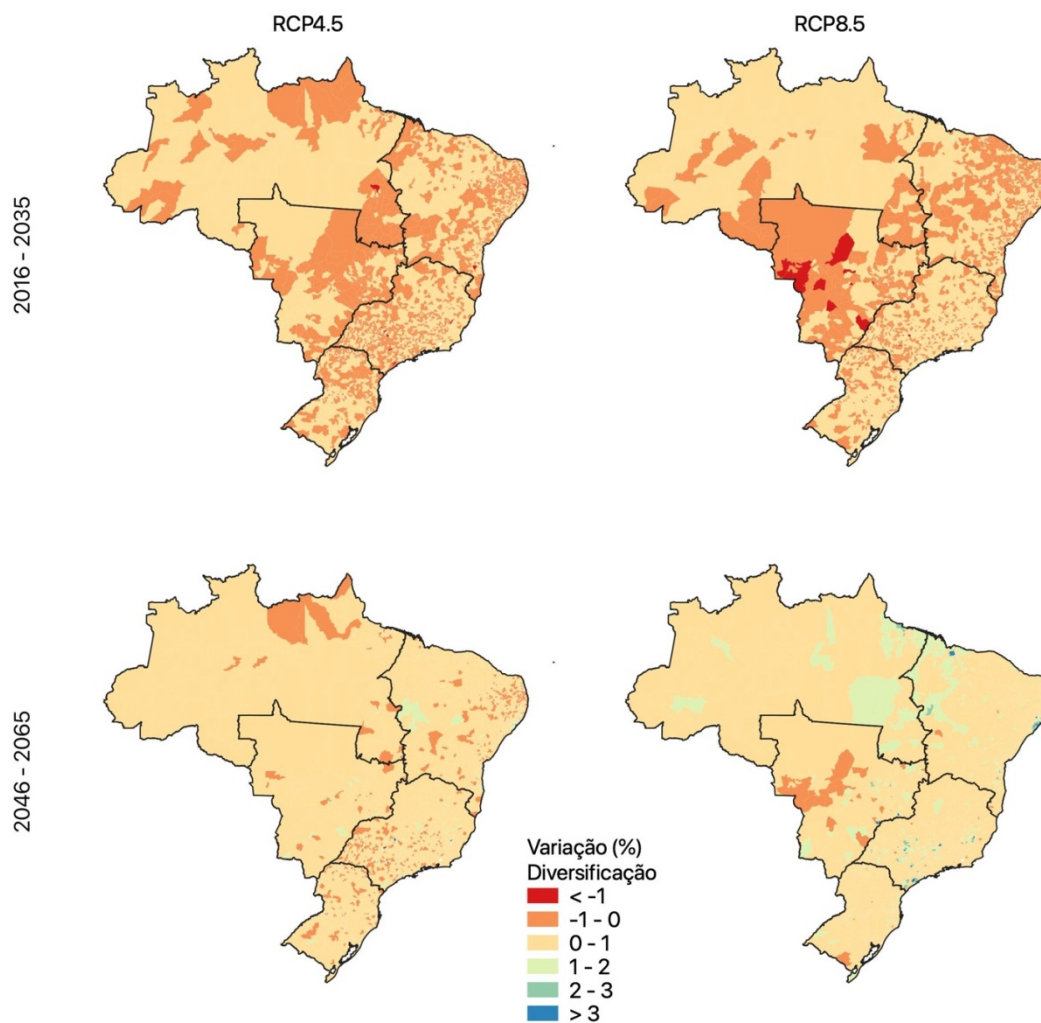 RCP4.5
RCP8.5
2016 - 2035
2046 - 2065
Variação (%)
Diversificação
< -1
-1 - 0
0 - 1
1 - 2
2 - 3
> 3